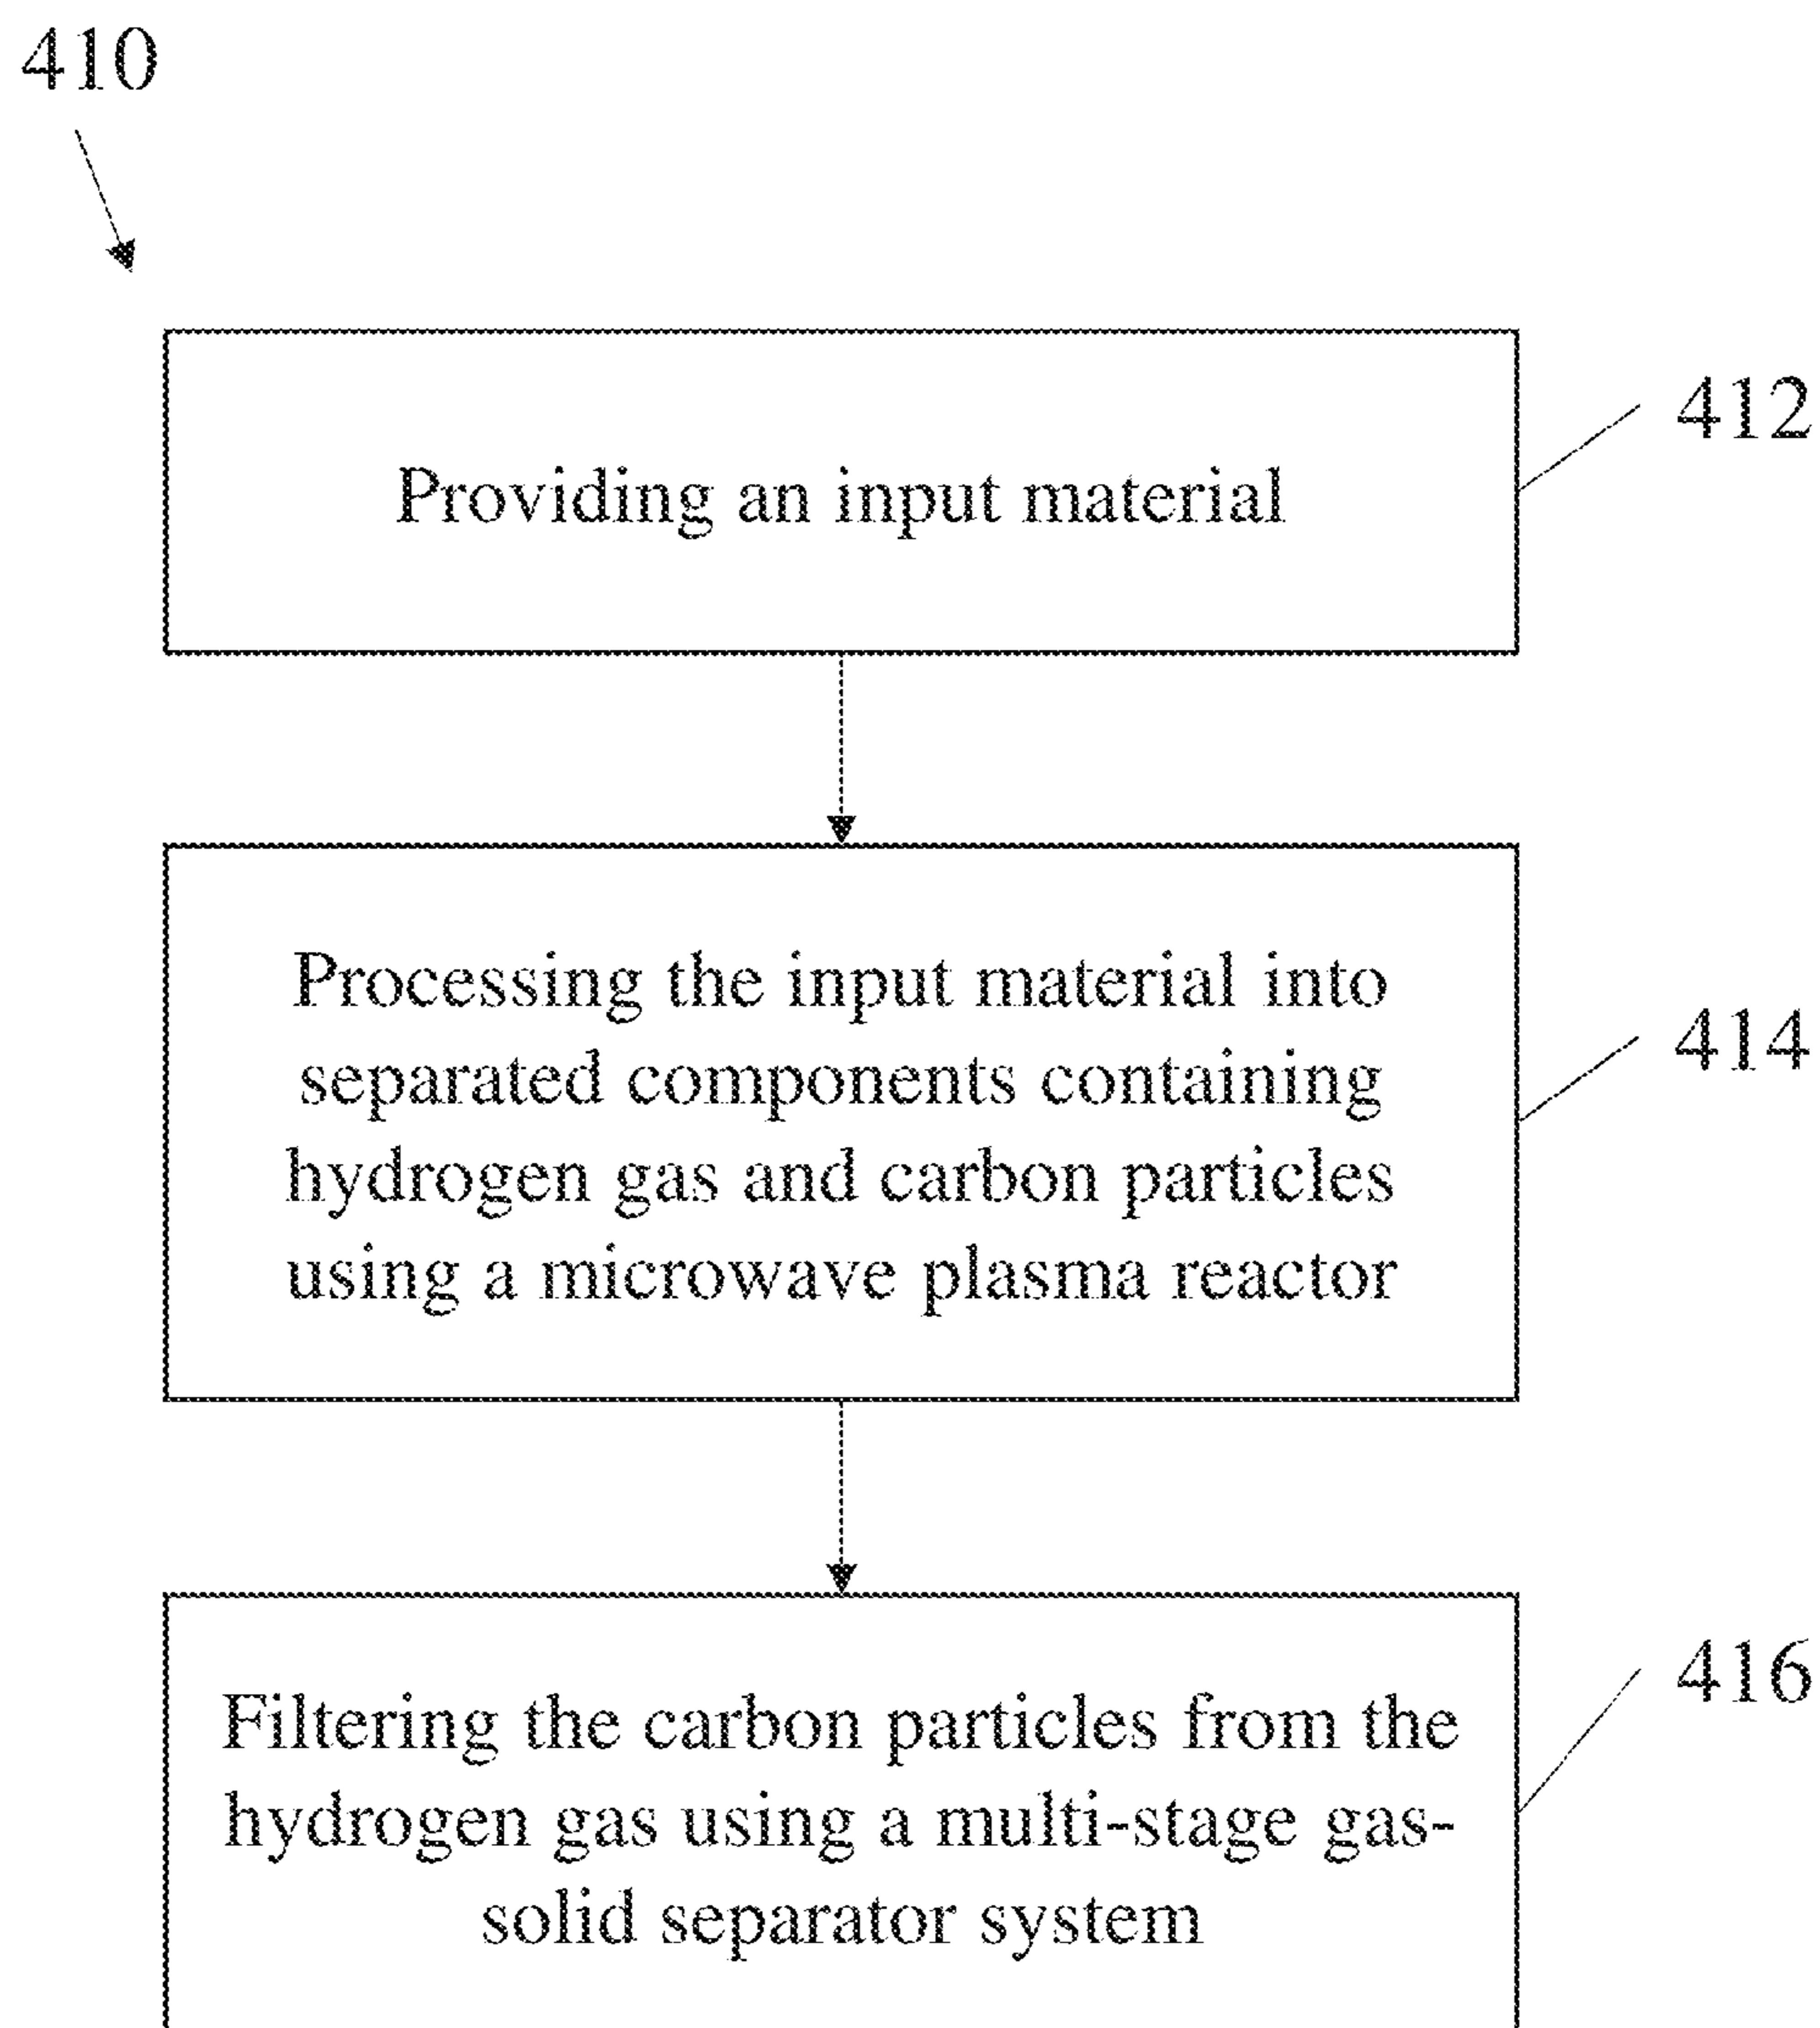 410
412
Providing an input material
Processing the input material into
414
separated components containing
hydrogen gas and carbon particles
using a microwave plasma reactor
416
Filtering the carbon particles from the
hydrogen gas using a multi-stage gas-
solid separator system